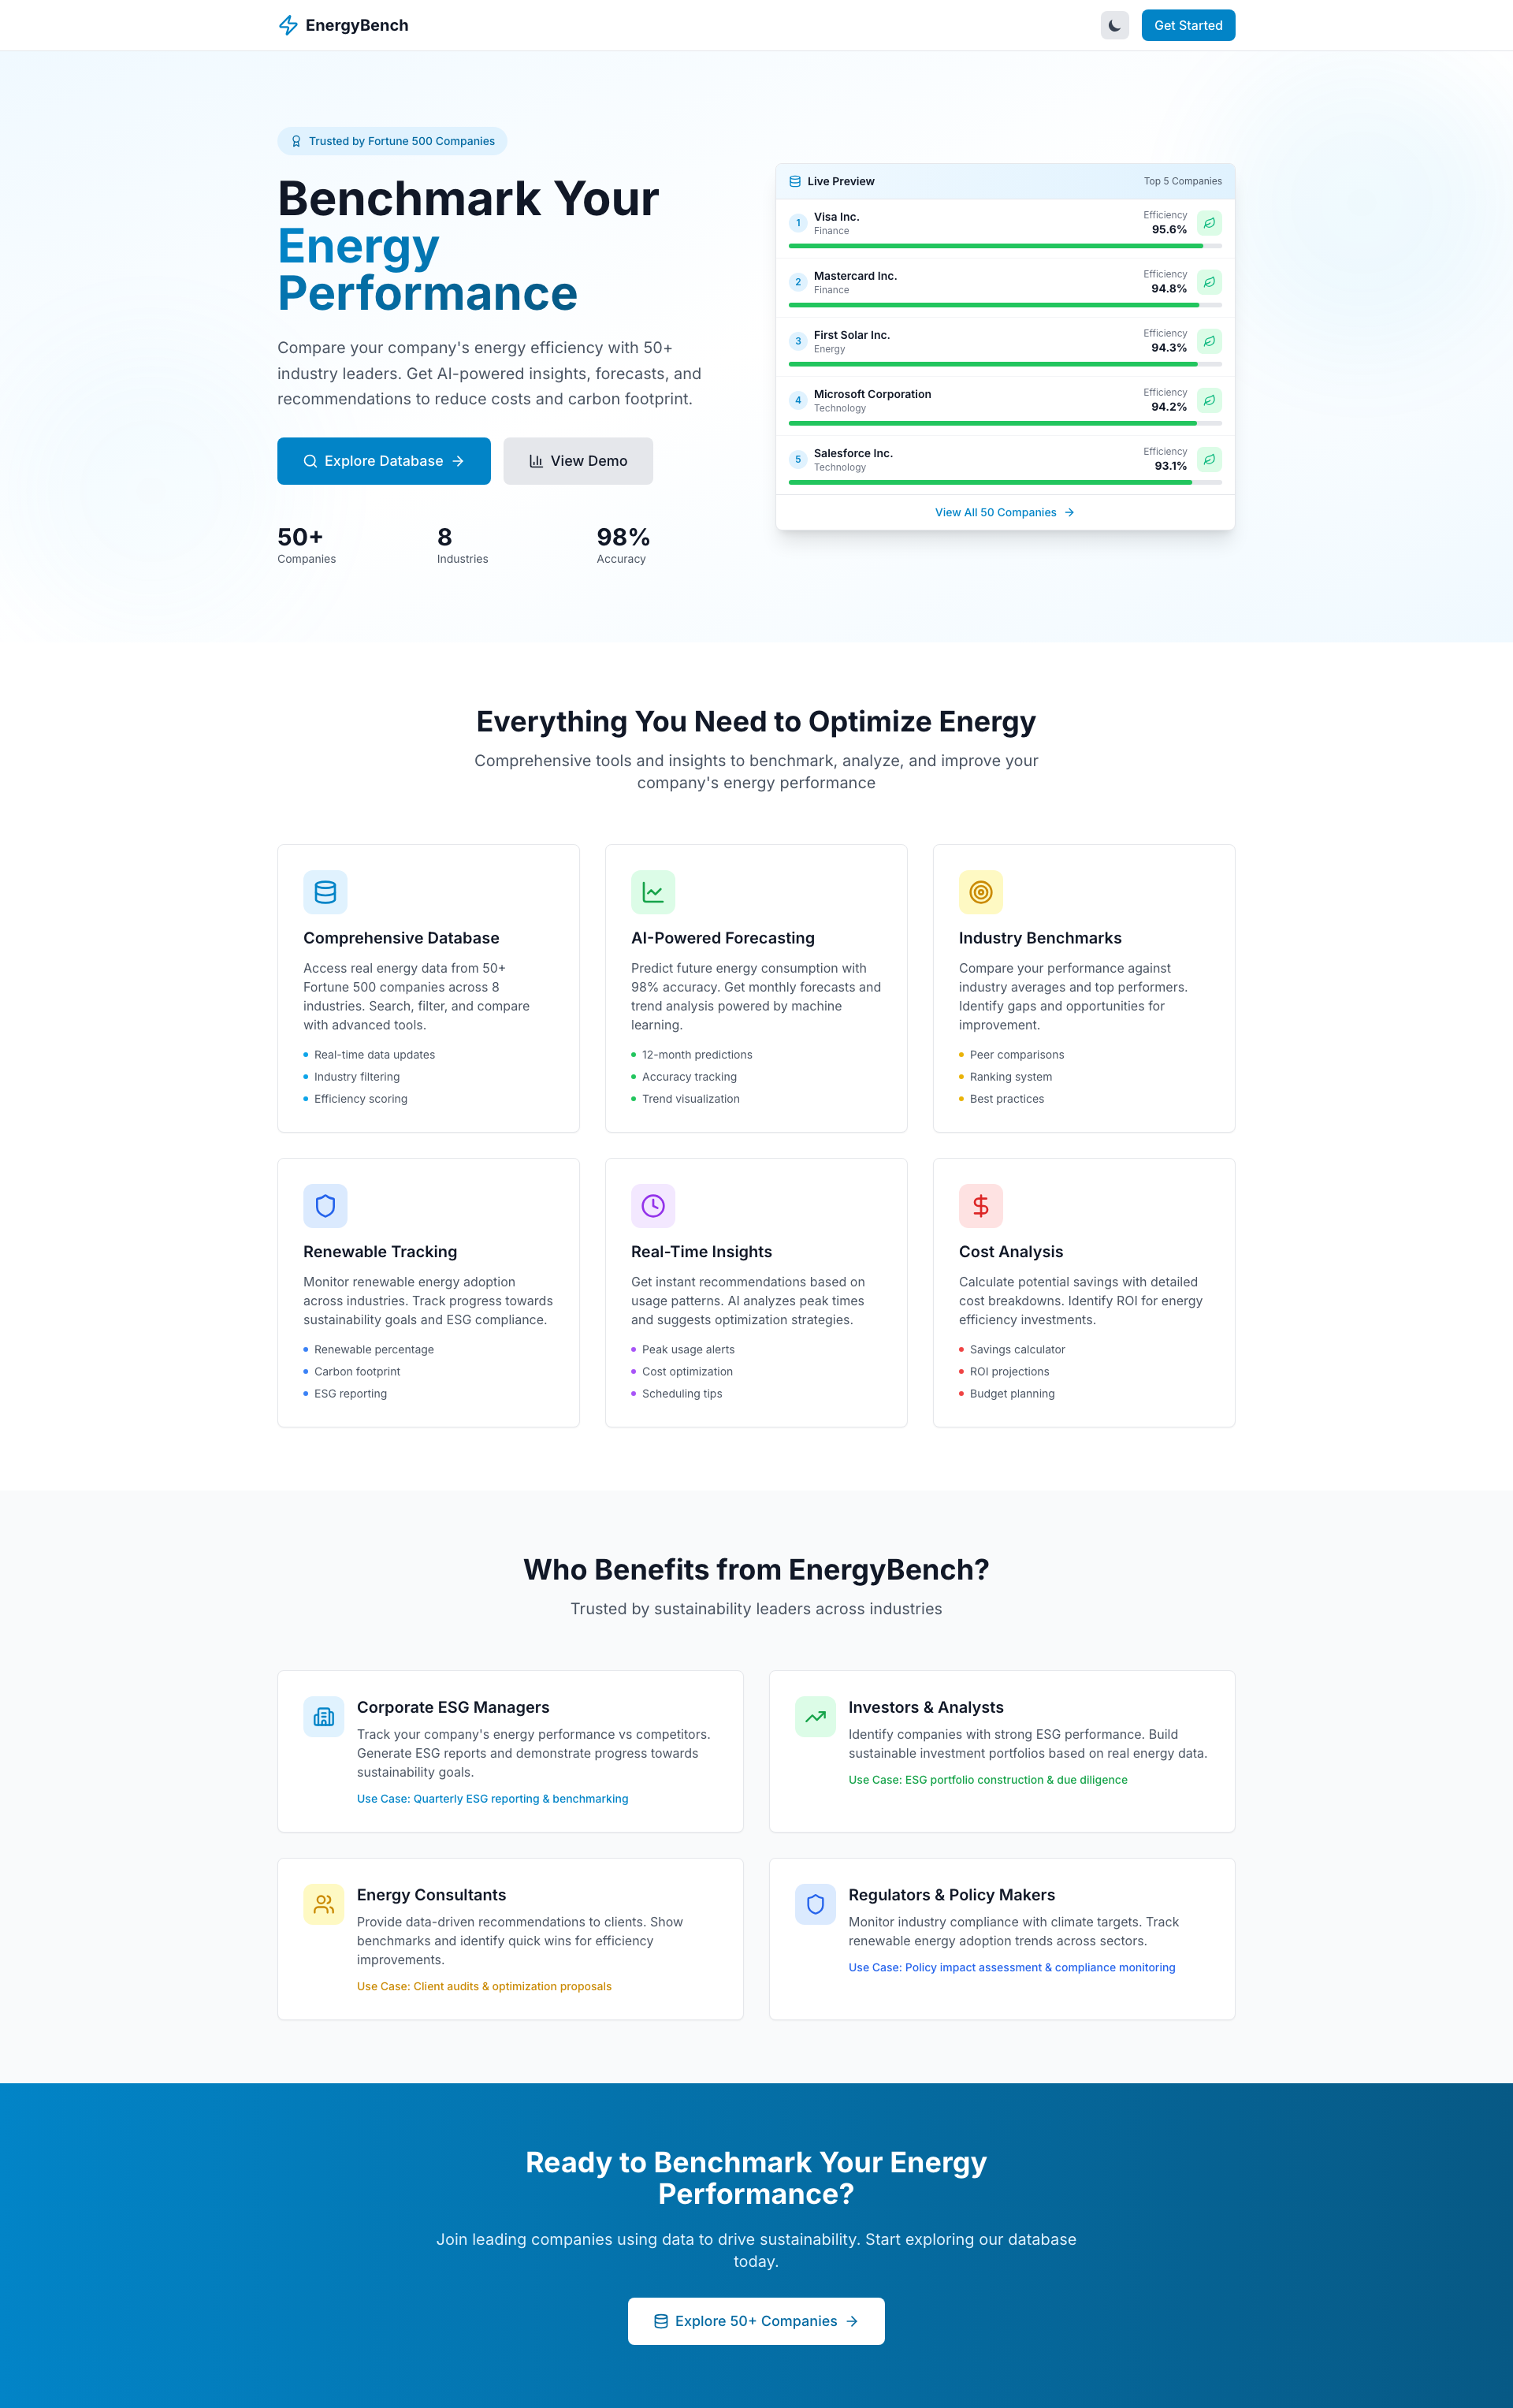 EnergyBench
Get Started
Trusted by Fortune 500 Companies
Benchmark Your
Energy
Performance
Compare your company's energy efficiency with 50+
industry leaders. Get AI-powered insights, forecasts, and
recommendations to reduce costs and carbon footprint.
Explore Database
View Demo
50+
Companies
8
Industries
98%
Accuracy
Live Preview
Top 5 Companies
1
Visa Inc.
Finance
Efficiency
95.6%
2
Mastercard Inc.
Finance
Efficiency
94.8%
3
First Solar Inc.
Energy
Efficiency
94.3%
4
Microsoft Corporation
Technology
Efficiency
94.2%
5
Salesforce Inc.
Technology
Efficiency
93.1%
View All 50 Companies
Everything You Need to Optimize Energy
Comprehensive tools and insights to benchmark, analyze, and improve your
company's energy performance
Comprehensive Database
Access real energy data from 50+
Fortune 500 companies across 8
industries. Search, filter, and compare
with advanced tools.
Real-time data updates
Industry filtering
Efficiency scoring
AI-Powered Forecasting
Predict future energy consumption with
98% accuracy. Get monthly forecasts and
trend analysis powered by machine
learning.
12-month predictions
Accuracy tracking
Trend visualization
Industry Benchmarks
Compare your performance against
industry averages and top performers.
Identify gaps and opportunities for
improvement.
Peer comparisons
Ranking system
Best practices
Renewable Tracking
Monitor renewable energy adoption
across industries. Track progress towards
sustainability goals and ESG compliance.
Renewable percentage
Carbon footprint
ESG reporting
Real-Time Insights
Get instant recommendations based on
usage patterns. AI analyzes peak times
and suggests optimization strategies.
Peak usage alerts
Cost optimization
Scheduling tips
Cost Analysis
Calculate potential savings with detailed
cost breakdowns. Identify ROI for energy
efficiency investments.
Savings calculator
ROI projections
Budget planning
Who Benefits from EnergyBench?
Trusted by sustainability leaders across industries
Corporate ESG Managers
Track your company's energy performance vs competitors.
Generate ESG reports and demonstrate progress towards
sustainability goals.
Use Case: Quarterly ESG reporting & benchmarking
Investors & Analysts
Identify companies with strong ESG performance. Build
sustainable investment portfolios based on real energy data.
Use Case: ESG portfolio construction & due diligence
Energy Consultants
Provide data-driven recommendations to clients. Show
benchmarks and identify quick wins for efficiency
improvements.
Use Case: Client audits & optimization proposals
Regulators & Policy Makers
Monitor industry compliance with climate targets. Track
renewable energy adoption trends across sectors.
Use Case: Policy impact assessment & compliance monitoring
Ready to Benchmark Your Energy
Performance?
Join leading companies using data to drive sustainability. Start exploring our database
today.
Explore 50+ Companies